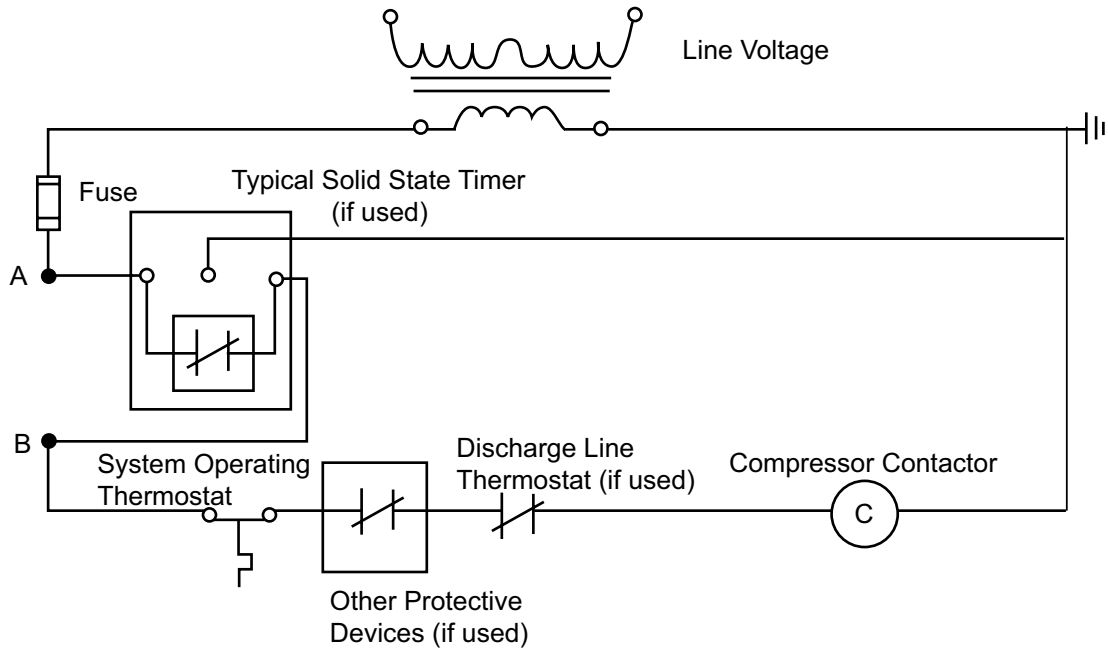 Line Voltage
Fuse
Typical Solid State Timer
(if used)
A
B
System Operating
Thermostat
Discharge Line
Thermostat (if used)
Compressor Contactor
C
Other Protective
Devices (if used)